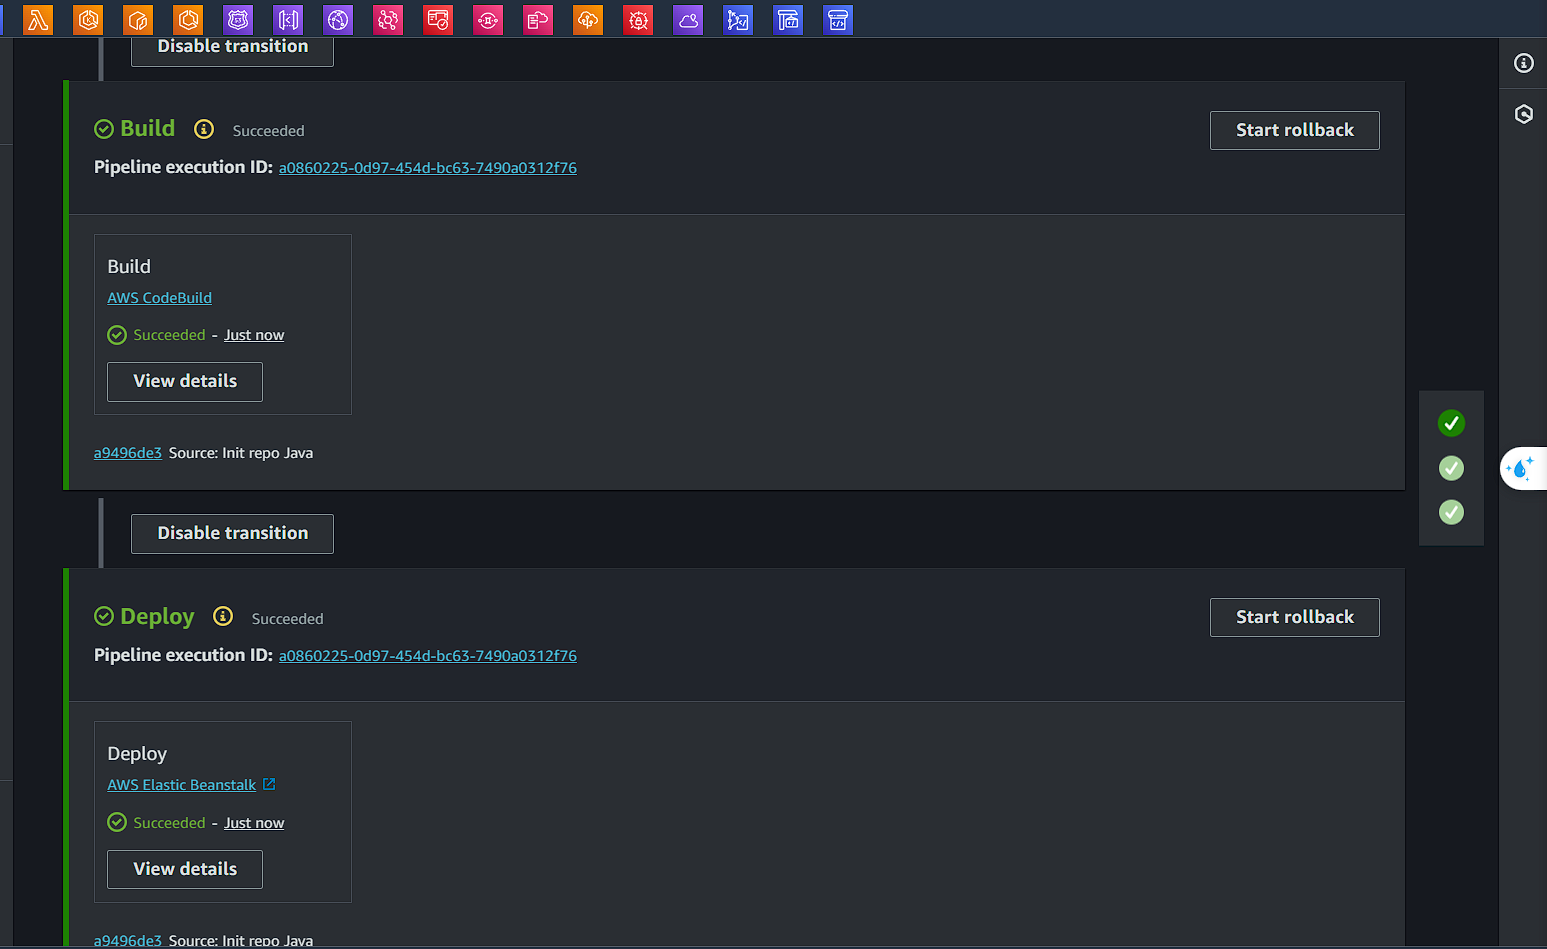 Disable transition
Build Succeeded
Start rollback
Pipeline execution ID: a0860225-0d97-454d-bc63-7490a0312f76
Build
AWS CodeBuild
Succeeded - Just now
View details
a9496de3 Source: Init repo Java
Disable transition
Deploy Succeeded
Start rollback
Pipeline execution ID: a0860225-0d97-454d-bc63-7490a0312f76
Deploy
AWS Elastic Beanstalk
Succeeded - Just now
View details
a9496de3 Source: Init repo Java